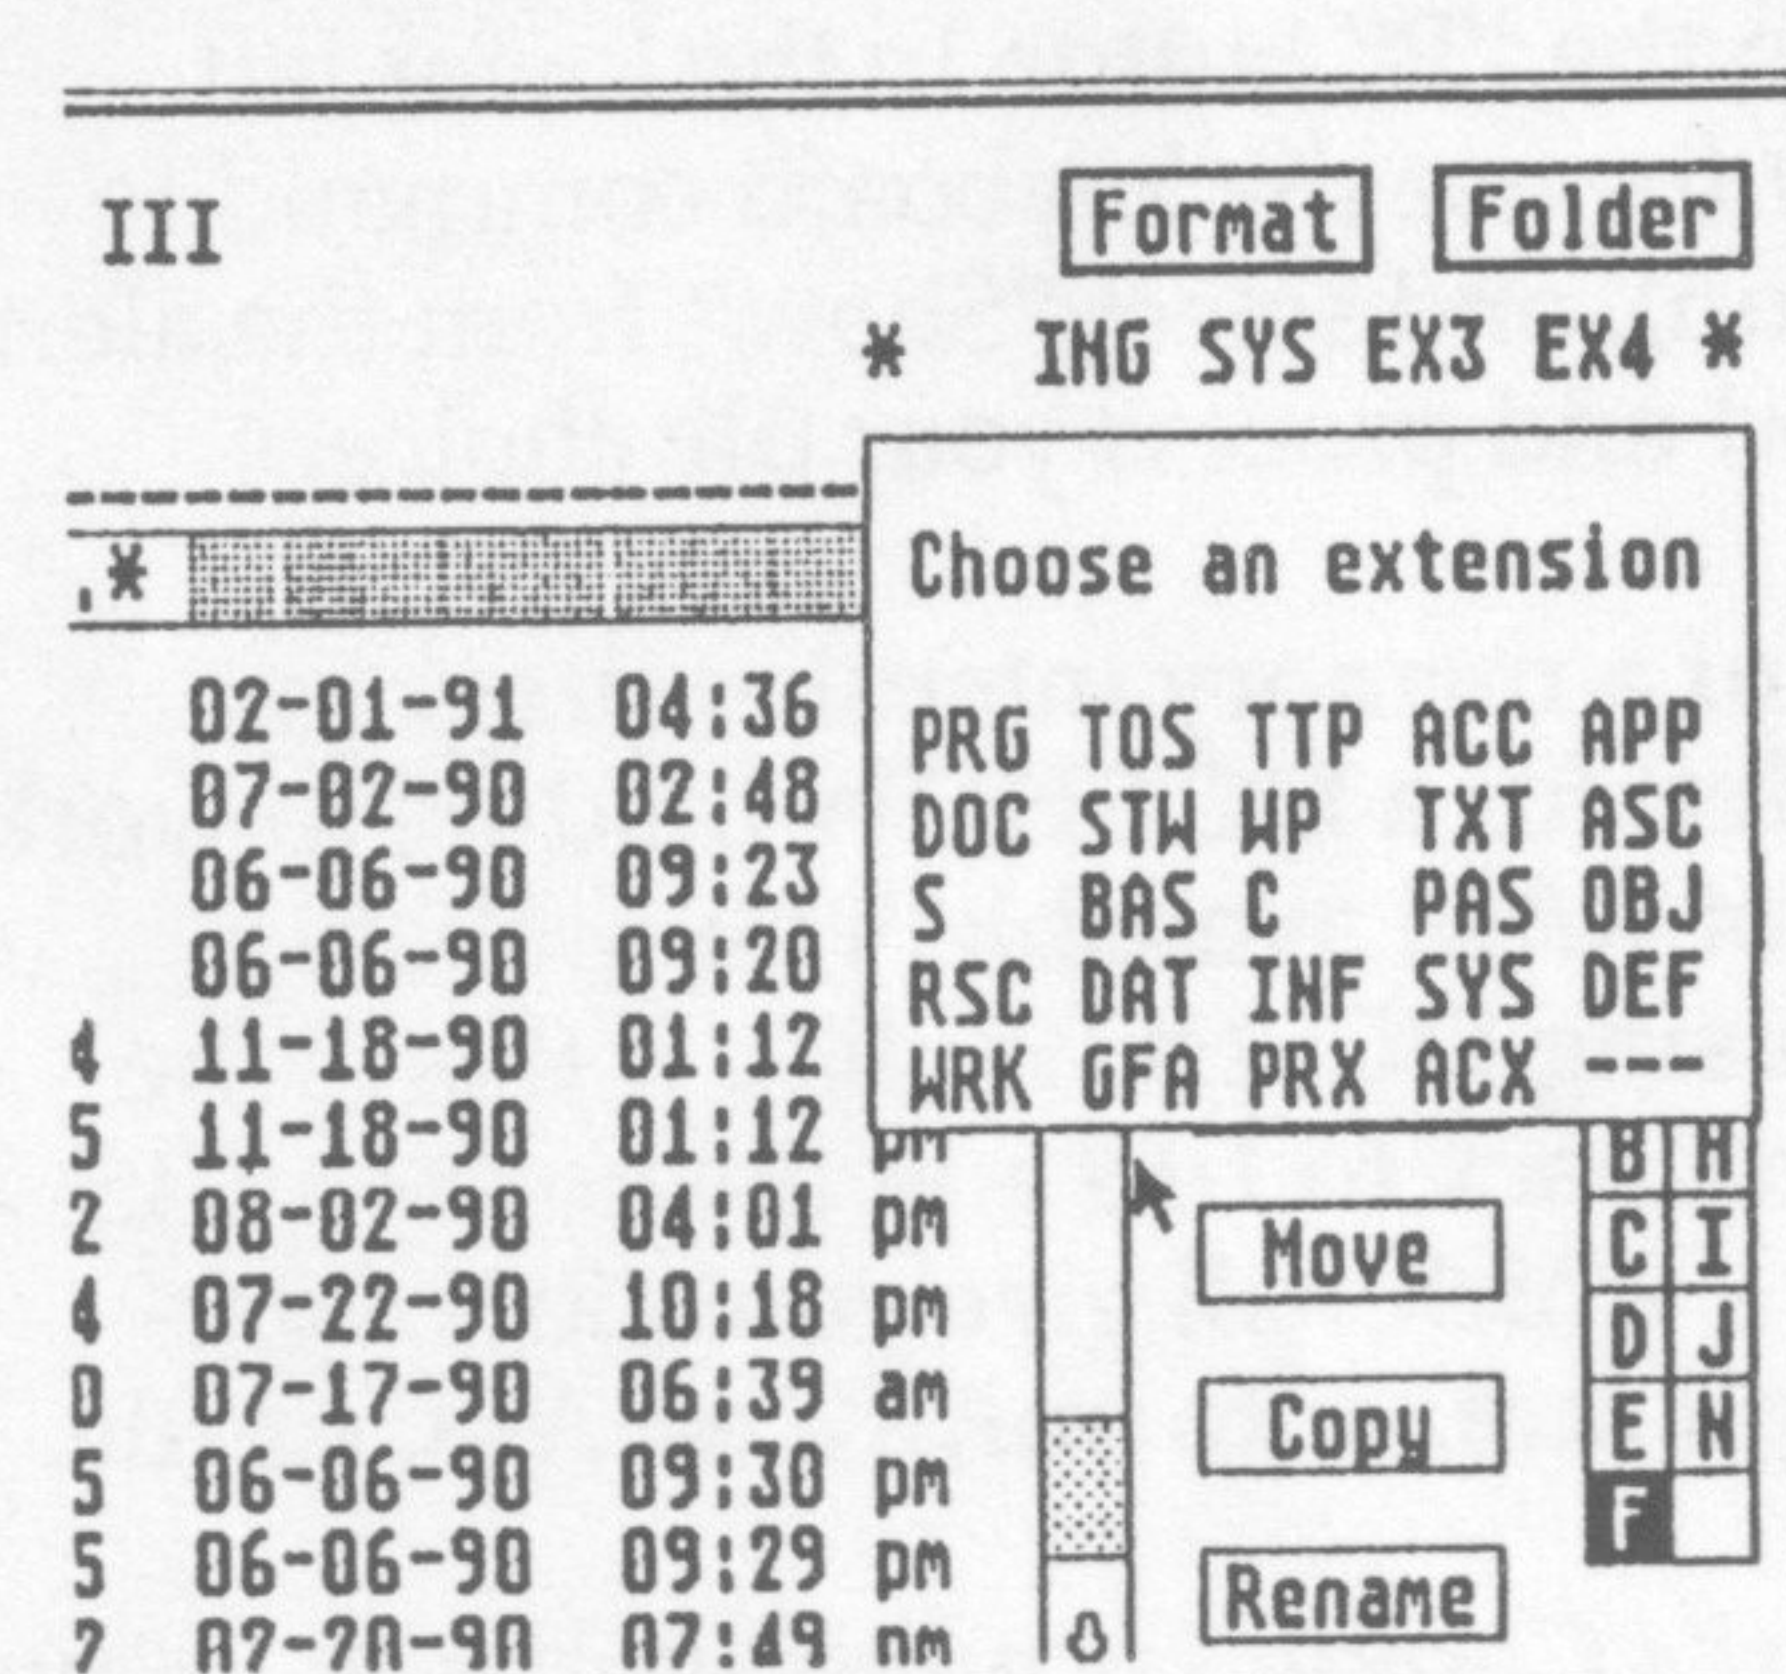 III Format Folder
* IMG SYS EX3 EX4 *
.*
Choose an extension
PRG TOS TTP ACC APP
DOC STW WP TXT ASC
S BAS C PAS OBJ
RSC DAT INF SYS DEF
WRK GFA PRX ACX ---
02-01-91 04:36
07-02-90 02:48
06-06-90 09:23
06-06-90 09:20
4 11-18-90 01:12
5 11-18-90 01:12 pm
2 08-02-90 04:01 pm
4 07-22-90 10:18 pm
0 07-17-90 06:39 am
5 06-06-90 09:30 pm
5 06-06-90 09:29 pm
07:49
Move
Copy
Rename
B H
C I
D J
E N
F